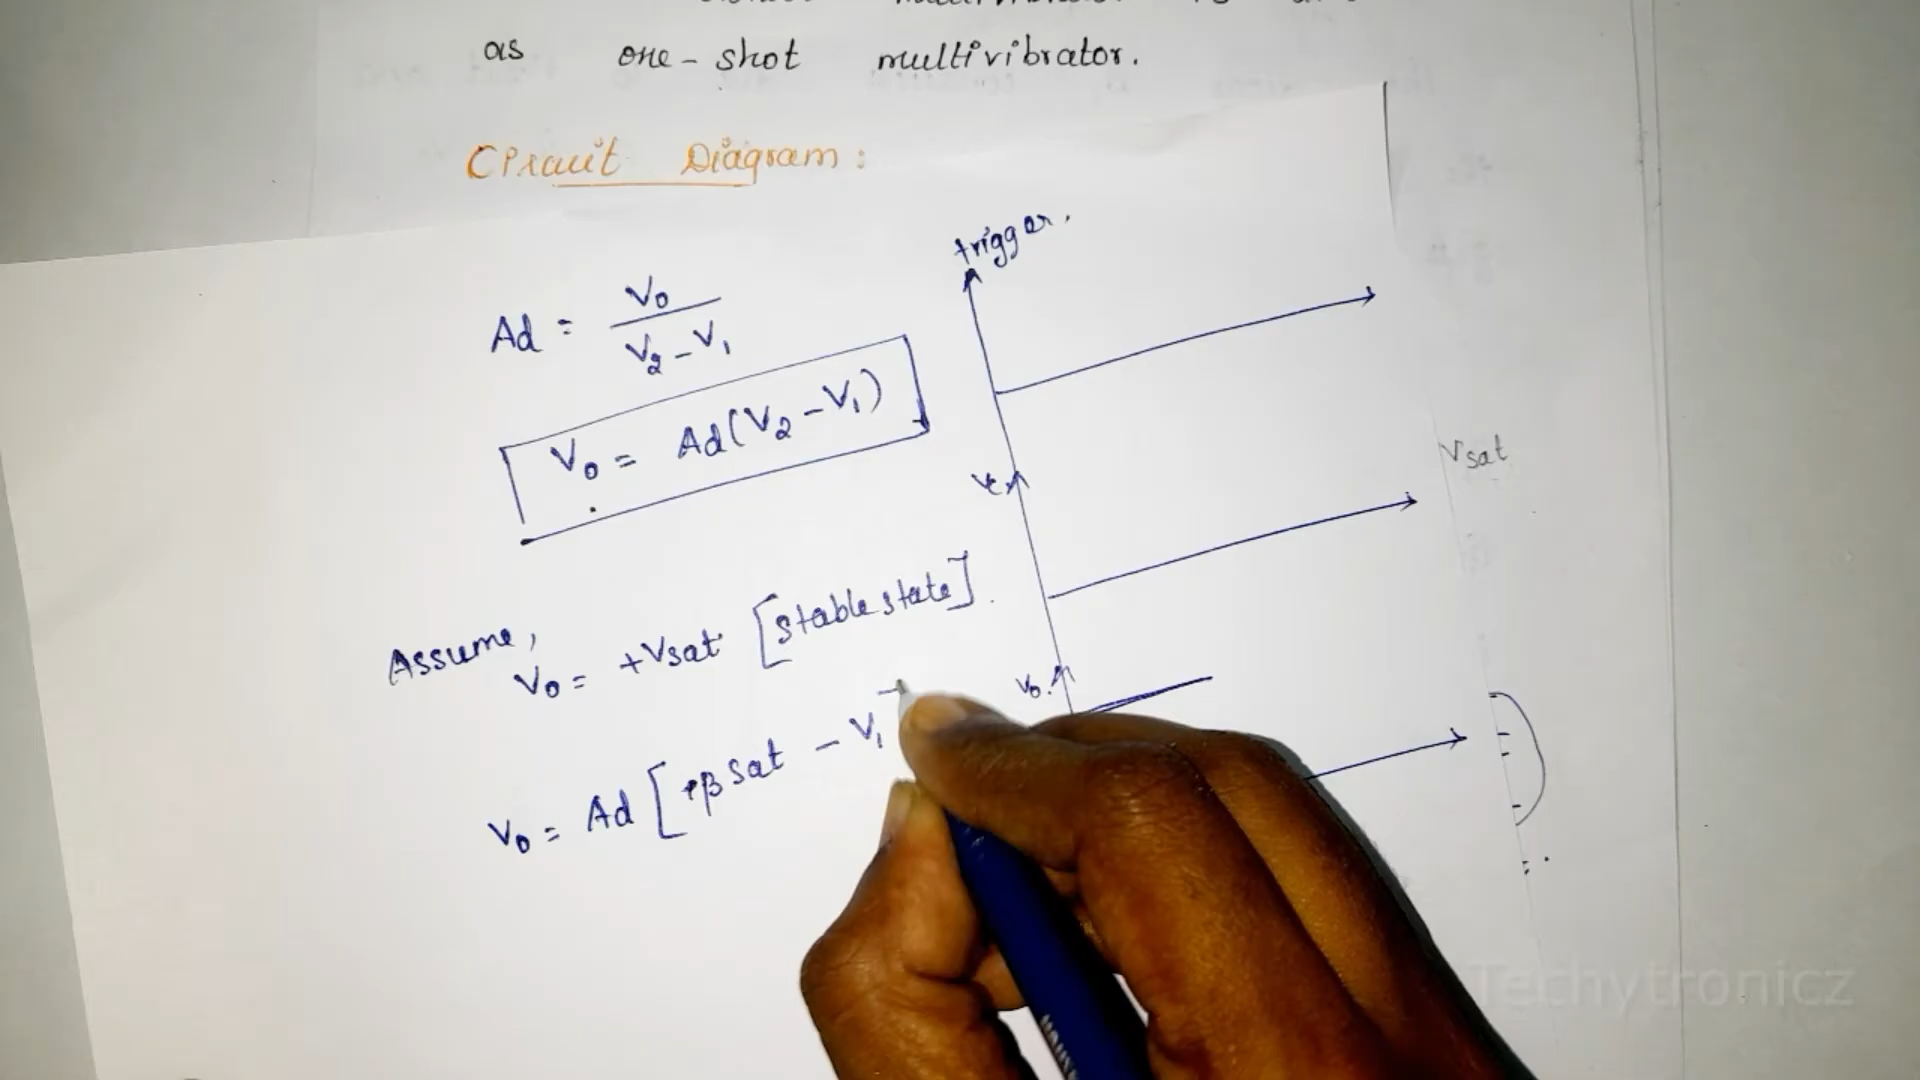 as one-shot multivibrator.
Circuit Diagram:
trigger.
Ad = V0 / V2 - V1
V0 = Ad(V2 - V1)
Vc
Vsat
Assume,
V0 = +Vsat [stable state].
V0.
V0 = Ad [+βsat - V1]
Techytronicz